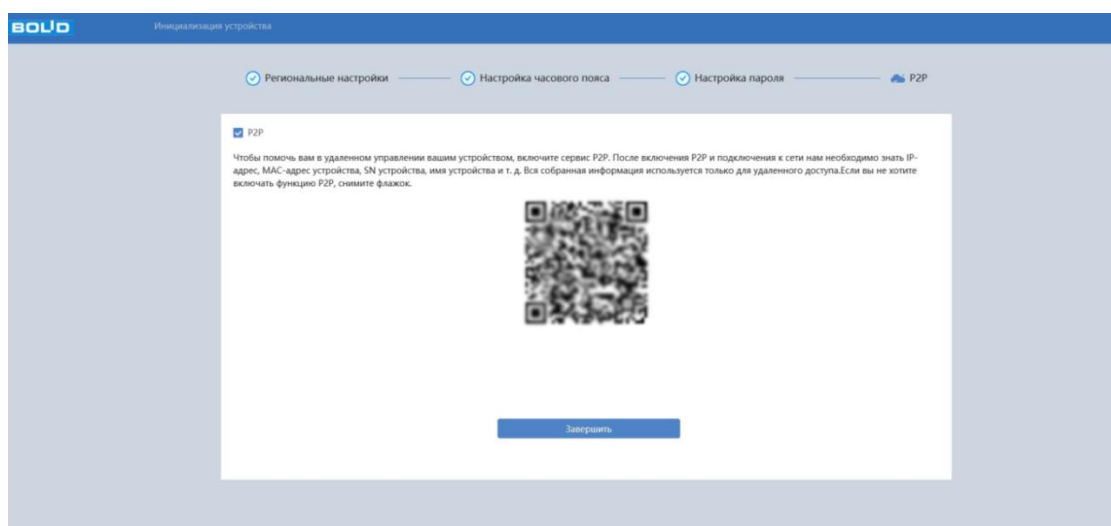 BOLID
Инициализация устройства
Региональные настройки
Настройка часового пояса
Настройка пароля
P2P
P2P
Чтобы помочь вам в удаленном управлении вашим устройством, включите сервис P2P. После включения P2P и подключения к сети нам необходимо знать IP-
адрес, MAC-адрес устройства, SN устройства, имя устройства и т. д. Вся собранная информация используется только для удаленного доступа.Если вы не хотите
включать функцию P2P, снимите флажок.
Завершить